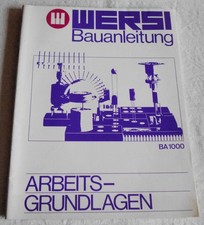 WERSI
Bauanleitung
BA 1000
ARBEITS-
GRUNDLAGEN